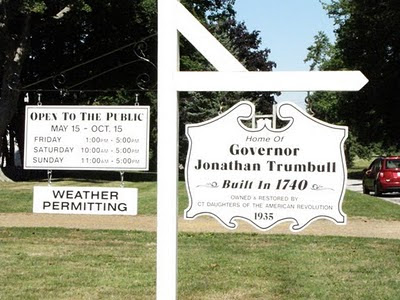 Open To The Public
MAY 15 - OCT. 15
FRIDAY 1:00PM - 5:00PM
SATURDAY 10:00AM - 5:00PM
SUNDAY 11:00AM - 5:00PM
WEATHER
PERMITTING
Home Of
Governor
Jonathan Trumbull
Built In 1740
OWNED & RESTORED BY
CT DAUGHTERS OF THE AMERICAN REVOLUTION
1935